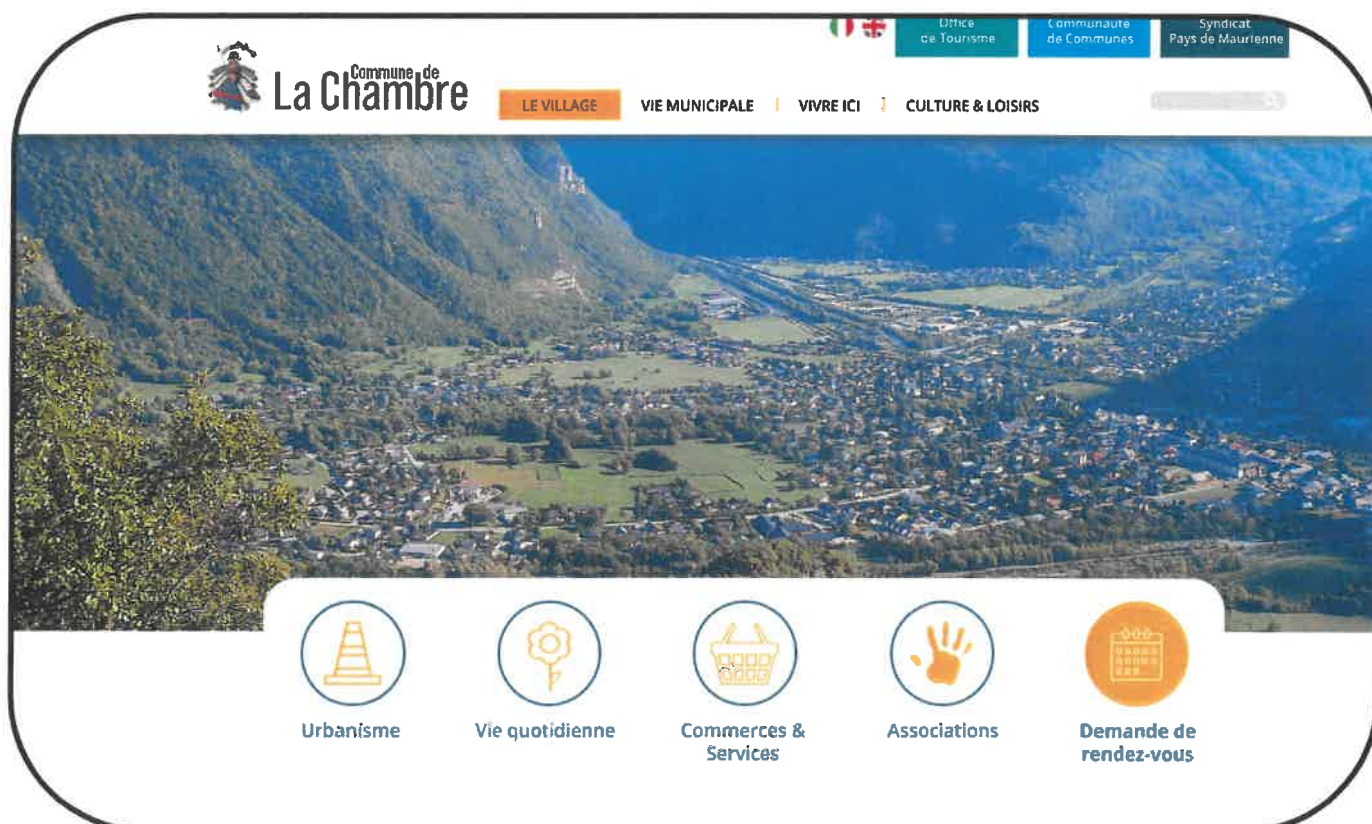 Office
de Tourisme
Communauté
de Communes
Syndicat
Pays de Maurienne
Commune de
La Chambre
LE VILLAGE
VIE MUNICIPALE
VIVRE ICI
CULTURE & LOISIRS
Urbanisme
Vie quotidienne
Commerces &
Services
Associations
Demande de
rendez-vous